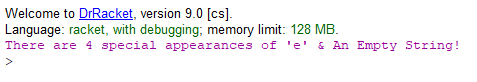 Welcome to DrRacket, version 9.0 [cs].
Language: racket, with debugging; memory limit: 128 MB.
There are 4 special appearances of 'e' & An Empty String!
>